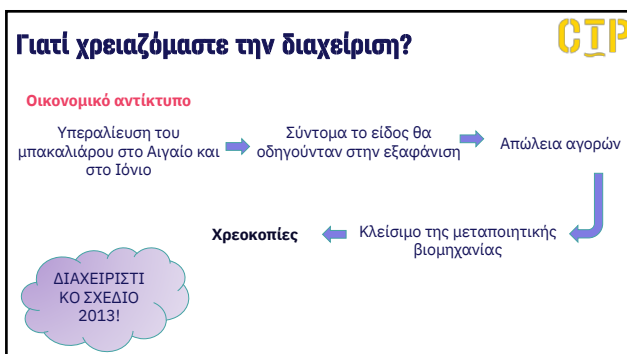 Γιατί χρειαζόμαστε την διαχείριση?
CTP
Οικονομικό αντίκτυπο
Υπεραλίευση του
μπακαλιάρου στο Αιγαίο και
στο Ιόνιο
Σύντομα το είδος θα
οδηγούνταν στην εξαφάνιση
Απώλεια αγορών
Κλείσιμο της μεταποιητικής
βιομηχανίας
Χρεοκοπίες
ΔΙΑΧΕΙΡΙΣΤΙ
ΚΟ ΣΧΕΔΙΟ
2013!